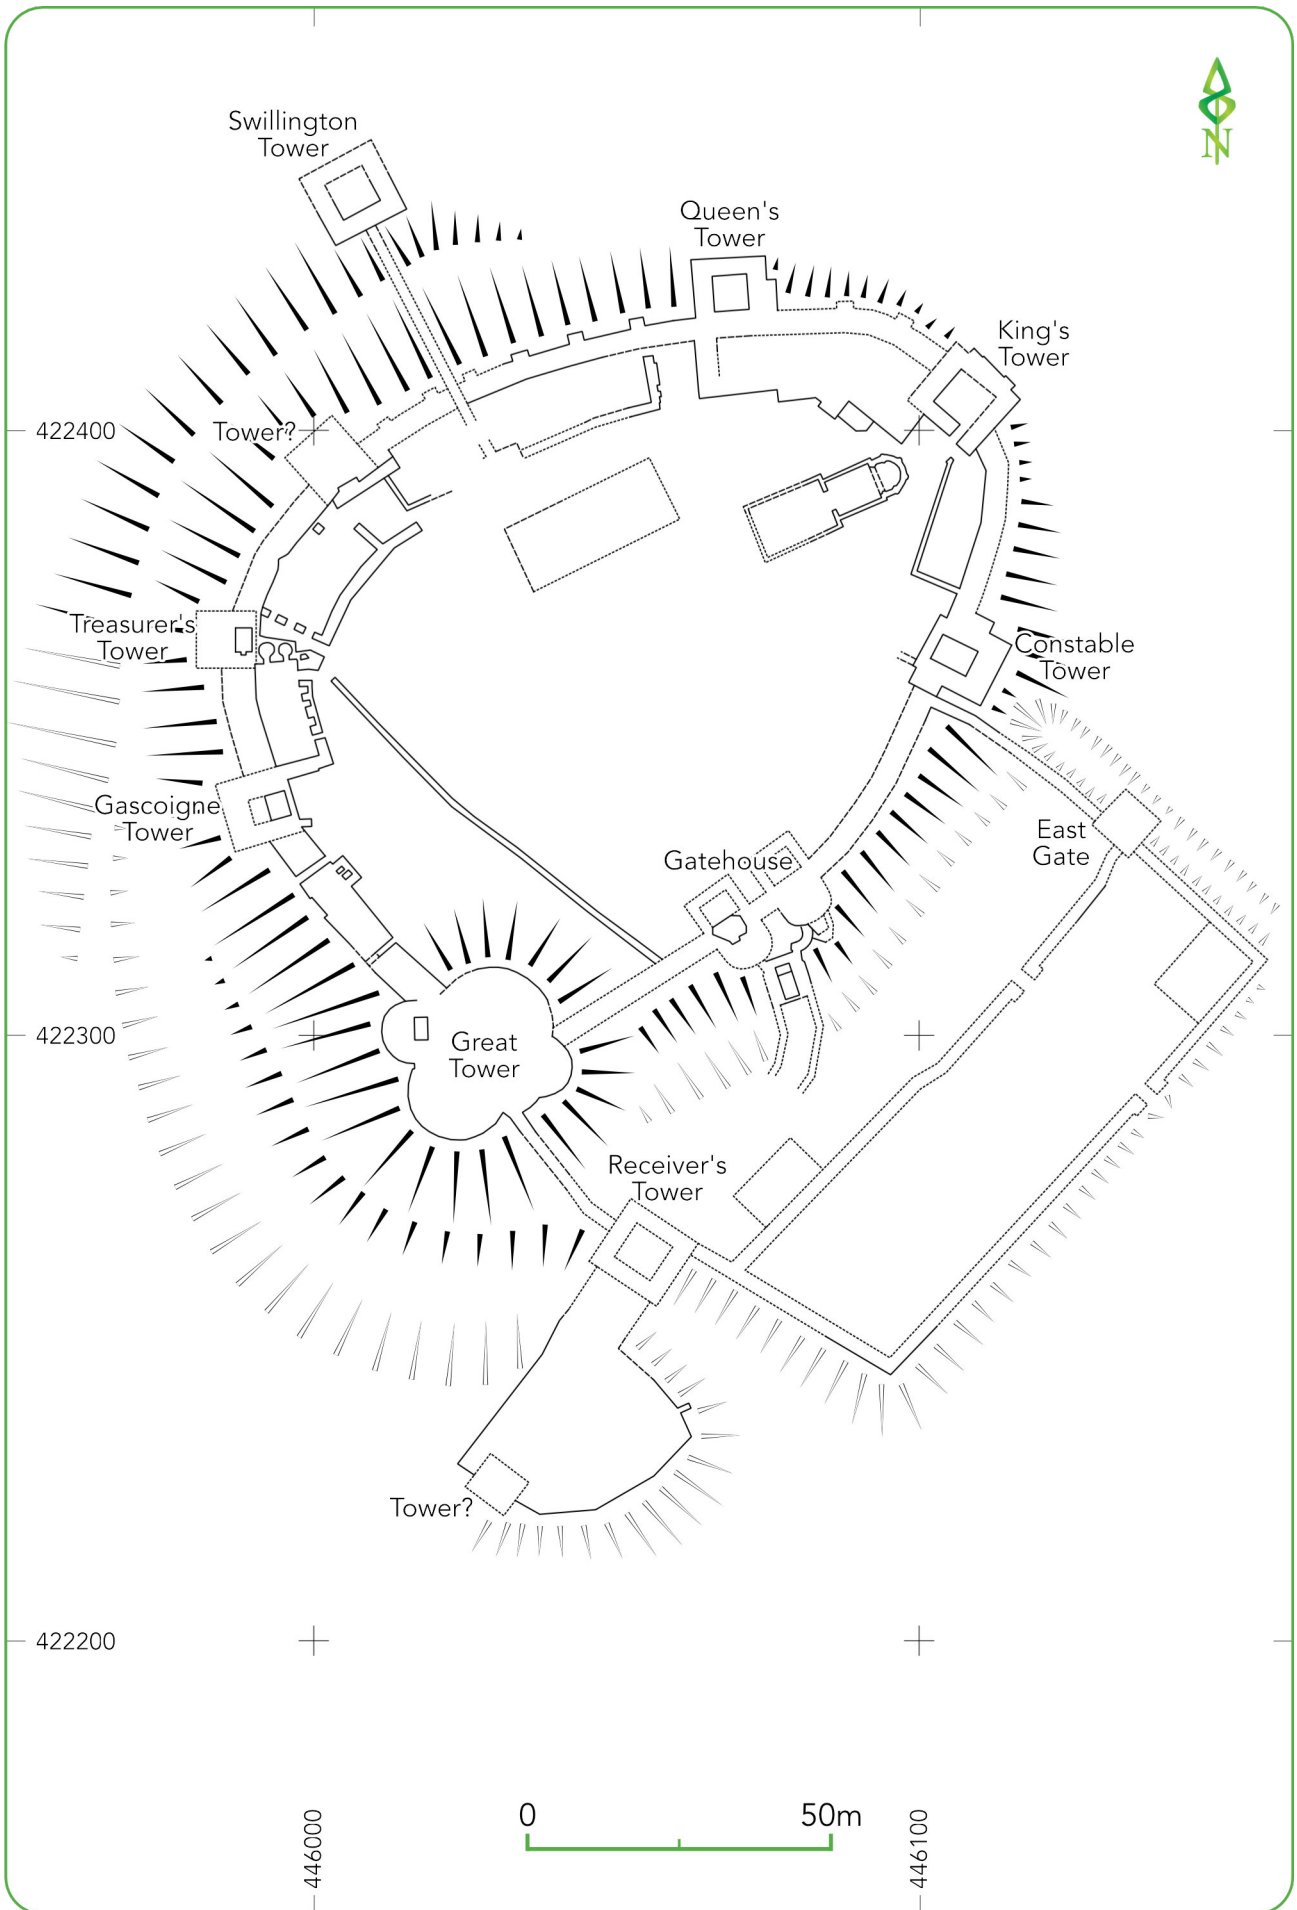 N
Swillington
Tower
Queen's
Tower
King's
Tower
Tower?
422400
Treasurer's
Tower
Constable
Tower
Gascoigne
Tower
East
Gate
Gatehouse
422300
Great
Tower
Receiver's
Tower
Tower?
422200
0
50m
446000
446100